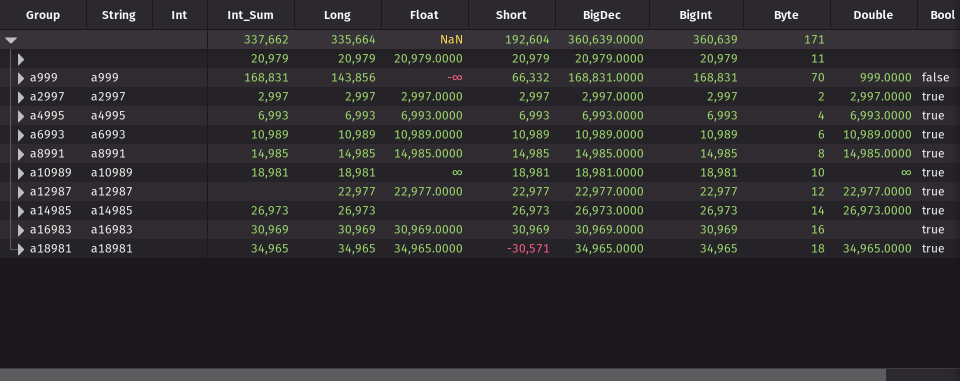 Group String Int Int_Sum Long Float Short BigDec BigInt Byte Double Bool
337,662 335,664 NaN 192,604 360,639.0000 360,639 171
20,979 20,979 20,979.0000 20,979 20,979.0000 20,979 11
a999 a999 168,831 143,856 -∞ 66,332 168,831.0000 168,831 70 999.0000 false
a2997 a2997 2,997 2,997 2,997.0000 2,997 2,997.0000 2,997 2 2,997.0000 true
a4995 a4995 6,993 6,993 6,993.0000 6,993 6,993.0000 6,993 4 6,993.0000 true
a6993 a6993 10,989 10,989 10,989.0000 10,989 10,989.0000 10,989 6 10,989.0000 true
a8991 a8991 14,985 14,985 14,985.0000 14,985 14,985.0000 14,985 8 14,985.0000 true
a10989 a10989 18,981 18,981 ∞ 18,981 18,981.0000 18,981 10 ∞ true
a12987 a12987 22,977 22,977.0000 22,977 22,977.0000 22,977 12 22,977.0000 true
a14985 a14985 26,973 26,973 26,973 26,973.0000 26,973 14 26,973.0000 true
a16983 a16983 30,969 30,969 30,969.0000 30,969 30,969.0000 30,969 16 true
a18981 a18981 34,965 34,965 34,965.0000 -30,571 34,965.0000 34,965 18 34,965.0000 true